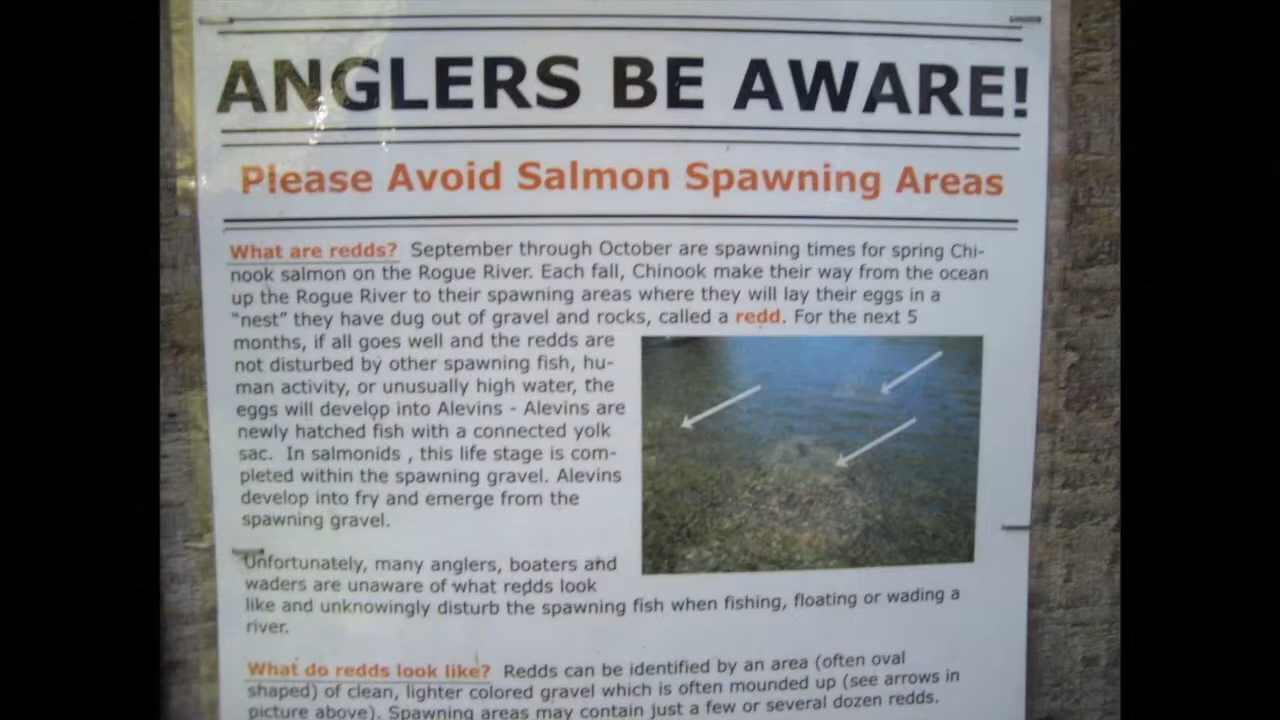 ANGLERS BE AWARE!
Please Avoid Salmon Spawning Areas
What are redds? September through October are spawning times for spring Chi-
nook salmon on the Rogue River. Each fall, Chinook make their way from the ocean
up the Rogue River to their spawning areas where they will lay their eggs in a
"nest" they have dug out of gravel and rocks, called a redd. For the next 5
months, if all goes well and the redds are
not disturbed by other spawning fish, hu-
man activity, or unusually high water, the
eggs will develop into Alevins - Alevins are
newly hatched fish with a connected yolk
sac. In salmonids , this life stage is com-
pleted within the spawning gravel. Alevins
develop into fry and emerge from the
spawning gravel.
Unfortunately, many anglers, boaters and
waders are unaware of what redds look
like and unknowingly disturb the spawning fish when fishing, floating or wading a
river.
What do redds look like? Redds can be identified by an area (often oval
shaped) of clean, lighter colored gravel which is often mounded up (see arrows in
picture above). Spawning areas may contain just a few or several dozen redds.